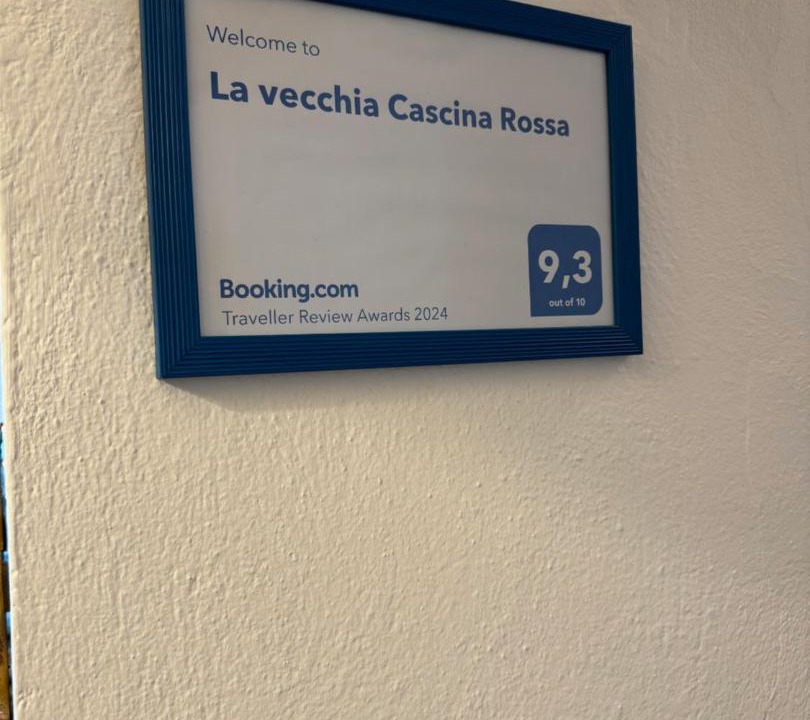 Welcome to
La vecchia Cascina Rossa
9,3
out of 10
Booking.com
Traveller Review Awards 2024